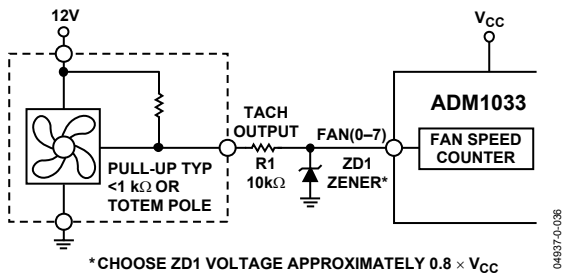 12V
V_CC
ADM1033
TACH
OUTPUT
FAN(0–7)
FAN SPEED
COUNTER
PULL-UP TYP
<1 kΩ OR
TOTEM POLE
R1
10kΩ
ZD1
ZENER*
*CHOOSE ZD1 VOLTAGE APPROXIMATELY 0.8 × V_CC
04937-0-036